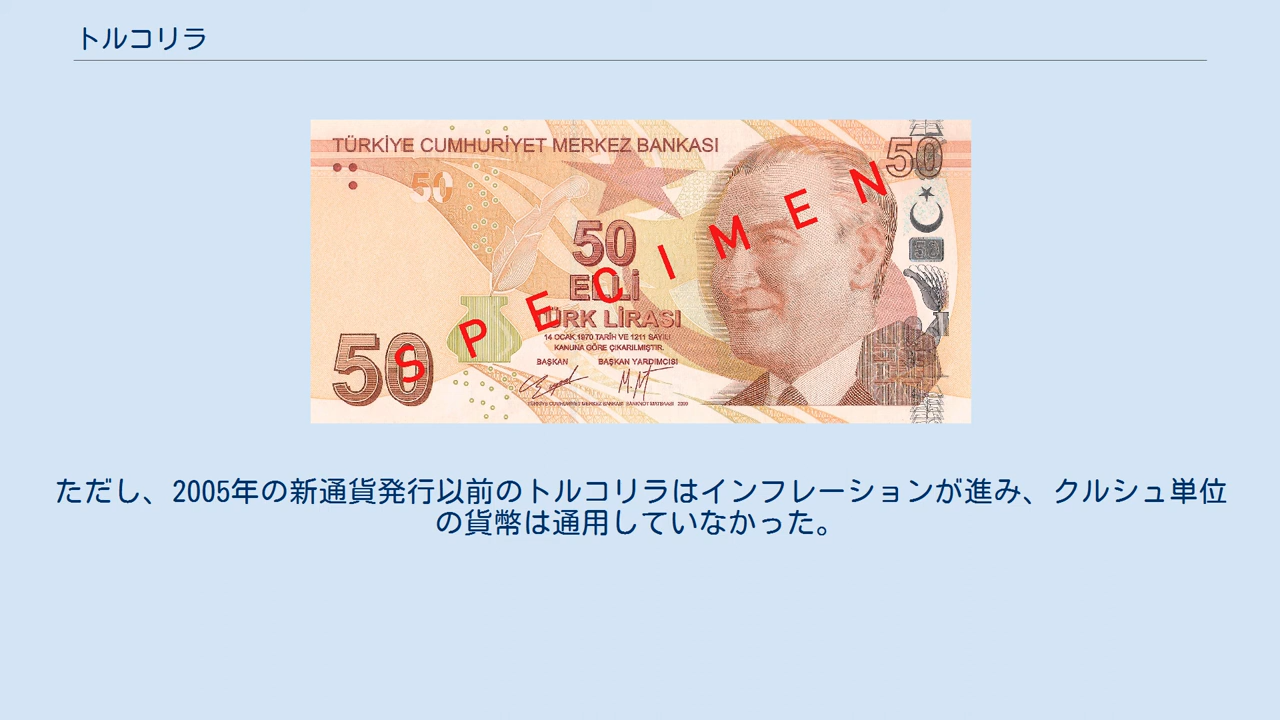 トルコリラ
TÜRKİYE CUMHURİYET MERKEZ BANKASI
50
50
50
ELLİ
TÜRK LİRASI
14 OCAK 1970 TARİH VE 1211 SAYILI
KANUNA GÖRE ÇIKARILMIŞTIR.
BAŞKAN BAŞKAN YARDIMCISI
50
50
SPECIMEN
ただし、2005年の新通貨発行以前のトルコリラはインフレーションが進み、クルシュ単位
の貨幣は通用していなかった。